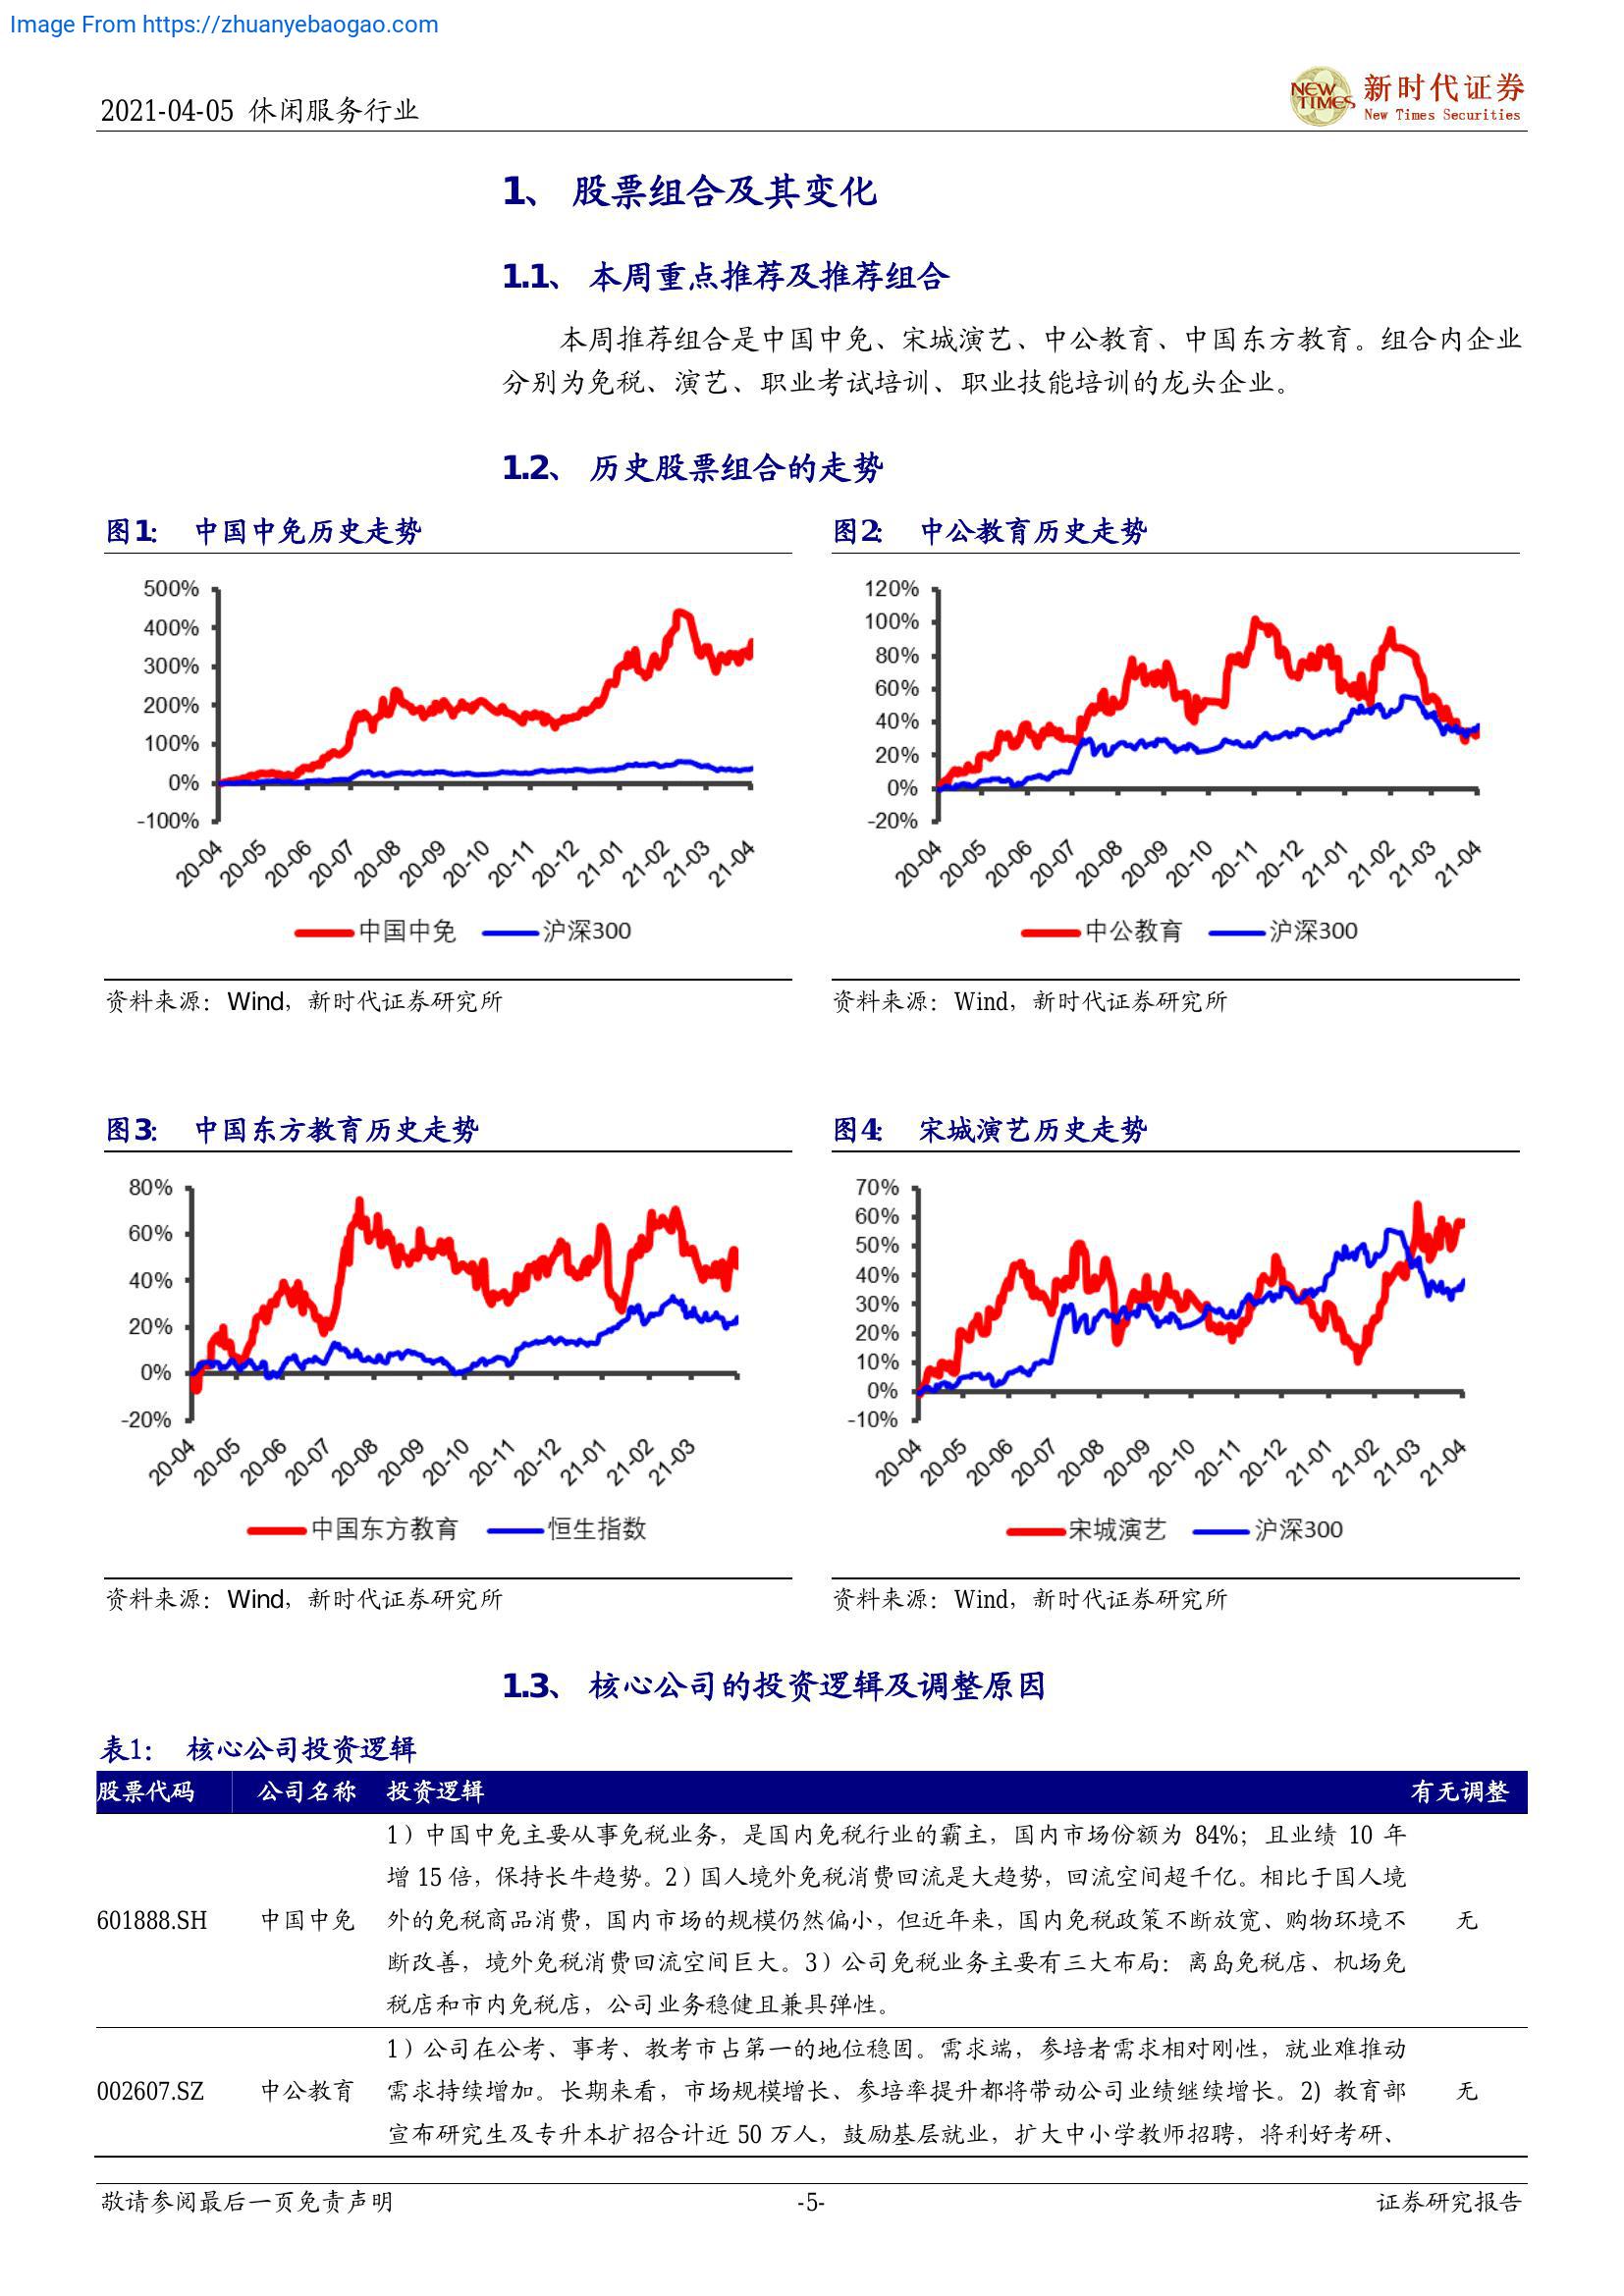 Image From https://zhuanyebaogao.com
2021-04-05 休闲服务行业
NEW TIMES
新时代证券
New Times Securities
1、 股票组合及其变化
1.1、 本周重点推荐及推荐组合
本周推荐组合是中国中免、宋城演艺、中公教育、中国东方教育。组合内企业
分别为免税、演艺、职业考试培训、职业技能培训的龙头企业。
1.2、 历史股票组合的走势
图1： 中国中免历史走势
500%
400%
300%
200%
100%
0%
-100%
20-04 20-05 20-06 20-07 20-08 20-09 20-10 20-11 20-12 21-01 21-02 21-03 21-04
中国中免 沪深300
资料来源：Wind，新时代证券研究所
图2： 中公教育历史走势
120%
100%
80%
60%
40%
20%
0%
-20%
20-04 20-05 20-06 20-07 20-08 20-09 20-10 20-11 20-12 21-01 21-02 21-03 21-04
中公教育 沪深300
资料来源：Wind，新时代证券研究所
图3： 中国东方教育历史走势
80%
60%
40%
20%
0%
-20%
20-04 20-05 20-06 20-07 20-08 20-09 20-10 20-11 20-12 21-01 21-02 21-03
中国东方教育 恒生指数
资料来源：Wind，新时代证券研究所
图4： 宋城演艺历史走势
70%
60%
50%
40%
30%
20%
10%
0%
-10%
20-04 20-05 20-06 20-07 20-08 20-09 20-10 20-11 20-12 21-01 21-02 21-03 21-04
宋城演艺 沪深300
资料来源：Wind，新时代证券研究所
1.3、 核心公司的投资逻辑及调整原因
表1： 核心公司投资逻辑
股票代码 公司名称 投资逻辑 有无调整
601888.SH 中国中免
1）中国中免主要从事免税业务，是国内免税行业的霸主，国内市场份额为 84%；且业绩 10 年
增 15 倍，保持长牛趋势。2）国人境外免税消费回流是大趋势，回流空间超千亿。相比于国人境
外的免税商品消费，国内市场的规模仍然偏小，但近年来，国内免税政策不断放宽、购物环境不
断改善，境外免税消费回流空间巨大。3）公司免税业务主要有三大布局：离岛免税店、机场免
税店和市内免税店，公司业务稳健且兼具弹性。
无
002607.SZ 中公教育
1）公司在公考、事考、教考市占第一的地位稳固。需求端，参培者需求相对刚性，就业难推动
需求持续增加。长期来看，市场规模增长、参培率提升都将带动公司业绩继续增长。2) 教育部
宣布研究生及专升本扩招合计近 50 万人，鼓励基层就业，扩大中小学教师招聘，将利好考研、
无
敬请参阅最后一页免责声明 -5- 证券研究报告